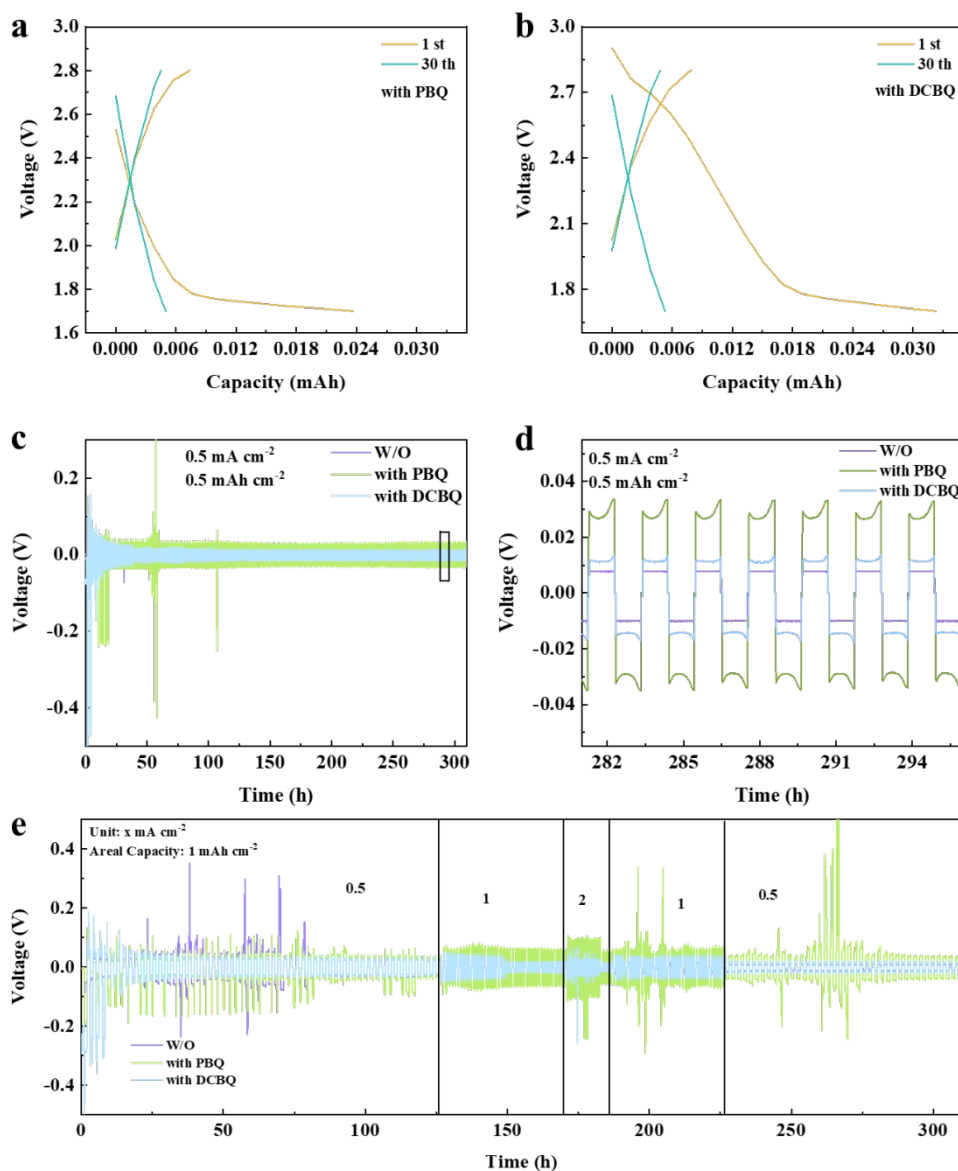 a
3.0
2.8
2.6
2.4
2.2
2.0
1.8
1.6
Voltage (V)
1 st
30 th
with PBQ
0.000 0.006 0.012 0.018 0.024 0.030
Capacity (mAh)
b
3.0
2.7
2.4
2.1
1.8
Voltage (V)
1 st
30 th
with DCBQ
0.000 0.006 0.012 0.018 0.024 0.030
Capacity (mAh)
c
0.2
0.0
-0.2
-0.4
Voltage (V)
0.5 mA cm⁻²
0.5 mAh cm⁻²
W/O
with PBQ
with DCBQ
0 50 100 150 200 250 300
Time (h)
d
0.04
0.02
0.00
-0.02
-0.04
Voltage (V)
0.5 mA cm⁻²
0.5 mAh cm⁻²
W/O
with PBQ
with DCBQ
282 285 288 291 294
Time (h)
e
0.4
0.2
0.0
-0.2
-0.4
Voltage (V)
Unit: x mA cm⁻²
Areal Capacity: 1 mAh cm⁻²
0.5 1 2 1 0.5
W/O
with PBQ
with DCBQ
0 25 50 75 100 150 200 250 300
Time (h)